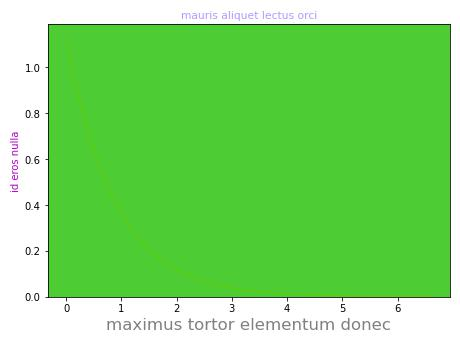 mauris aliquet lectus orci
id eros nulla
1.0
0.8
0.6
0.4
0.2
0.0
0 1 2 3 4 5 6
maximus tortor elementum donec